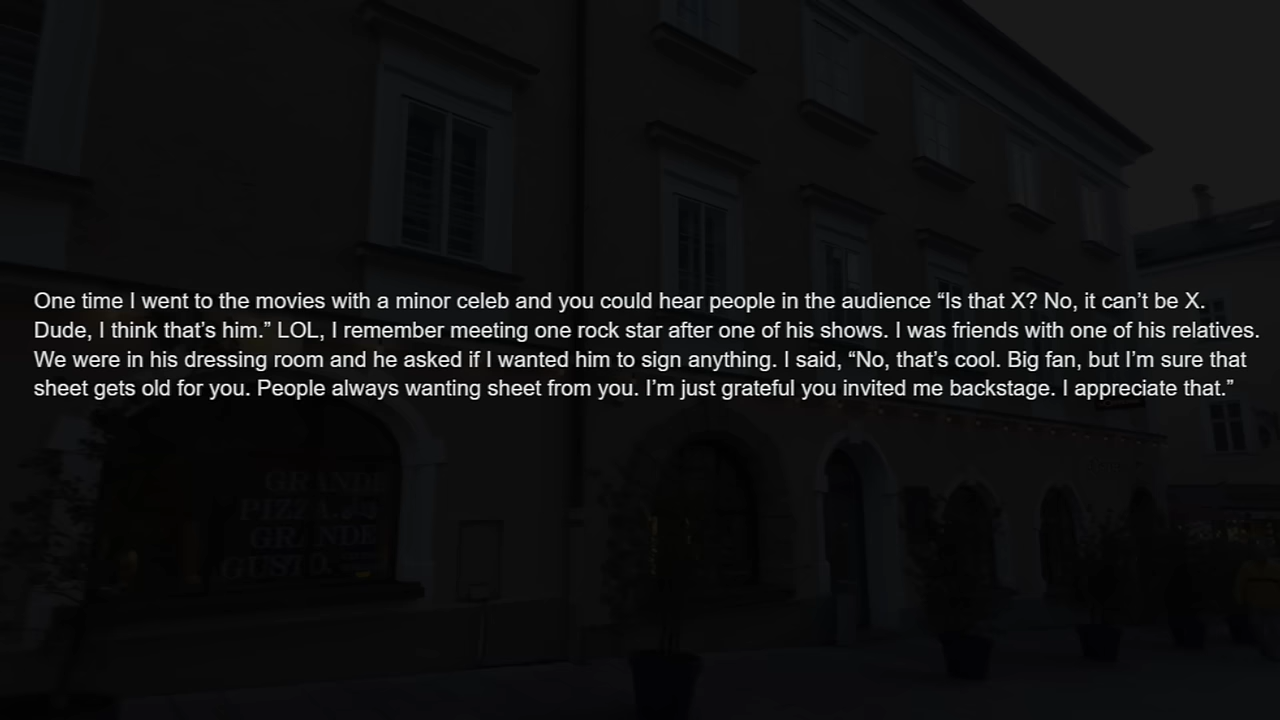 One time I went to the movies with a minor celeb and you could hear people in the audience “Is that X? No, it can’t be X.
Dude, I think that’s him.” LOL, I remember meeting one rock star after one of his shows. I was friends with one of his relatives.
We were in his dressing room and he asked if I wanted him to sign anything. I said, “No, that’s cool. Big fan, but I’m sure that
sheet gets old for you. People always wanting sheet from you. I’m just grateful you invited me backstage. I appreciate that.”
GRANDE
PIZZA
GRANDE
GUSTO.